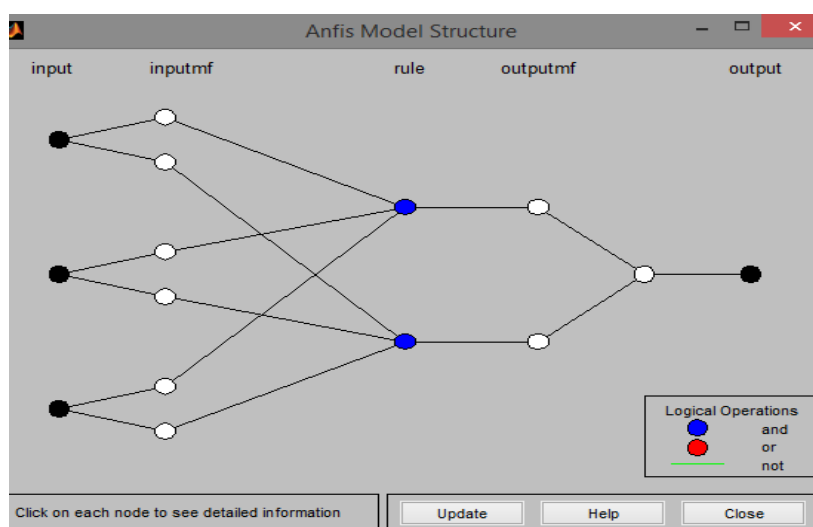 Anfis Model Structure
input inputmf rule outputmf output
Logical Operations
and
or
not
Click on each node to see detailed information
Update Help Close